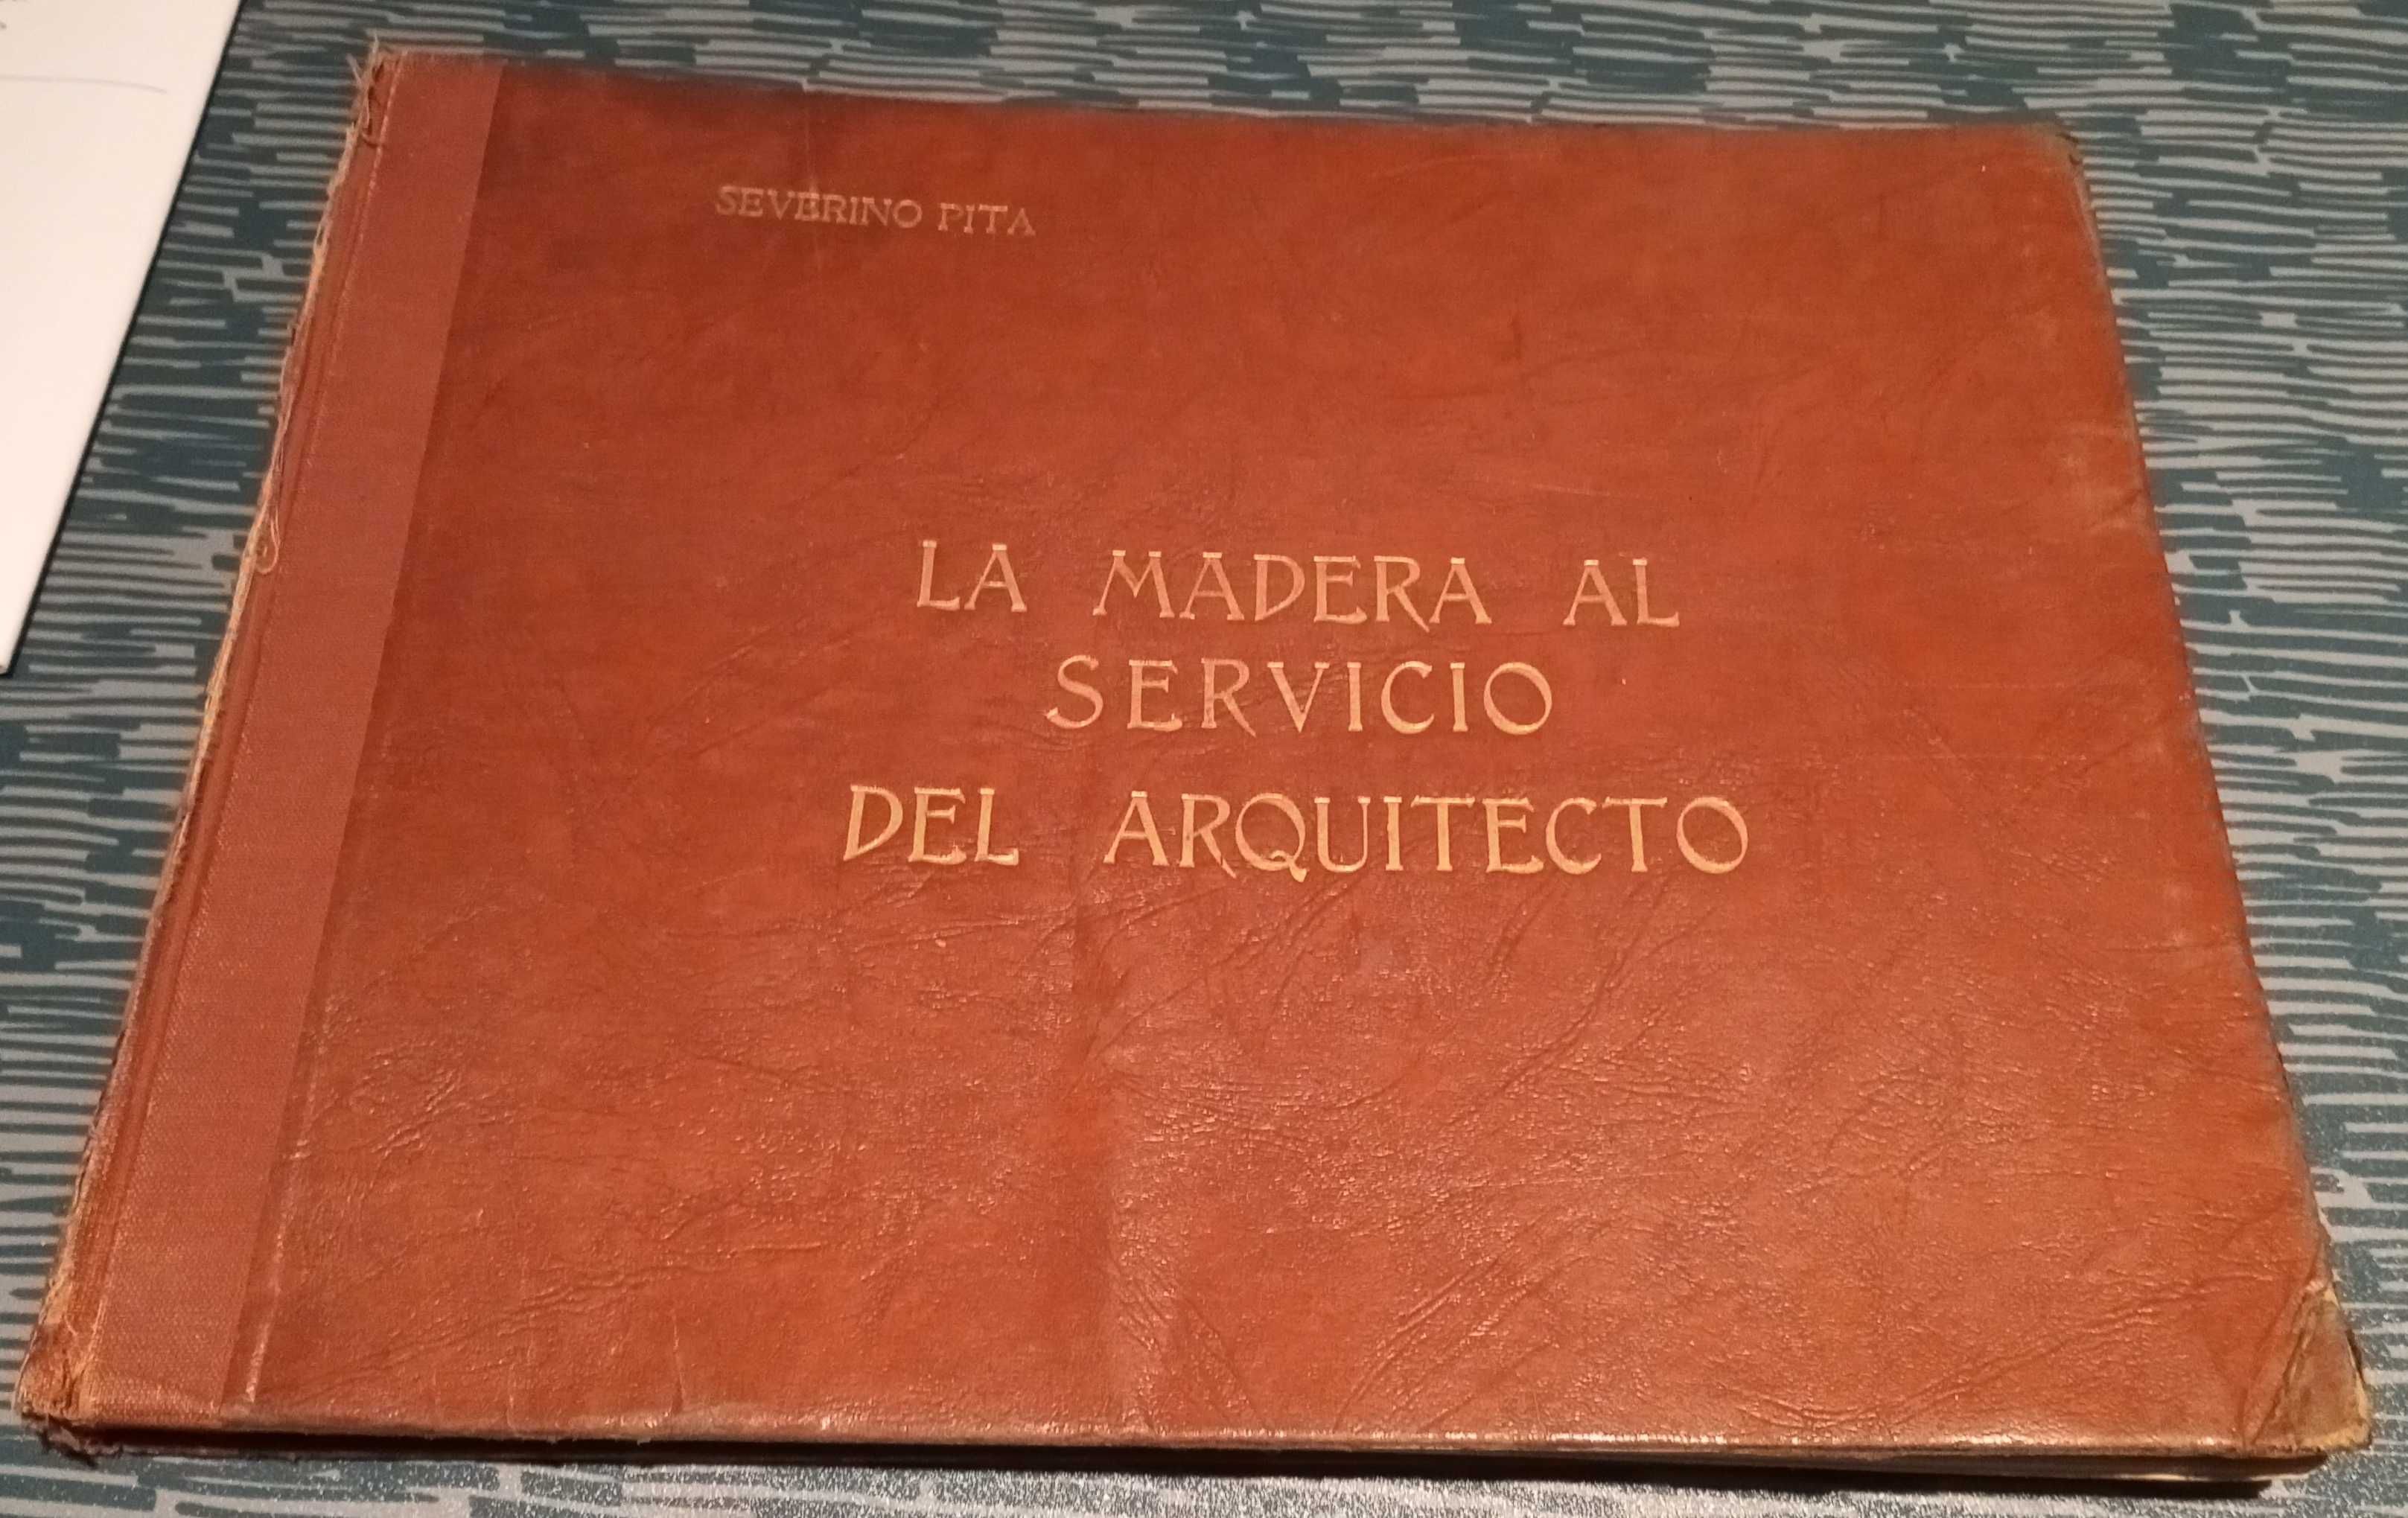 SEVERINO PITA
LA MADERA AL
SERVICIO
DEL ARQUITECTO